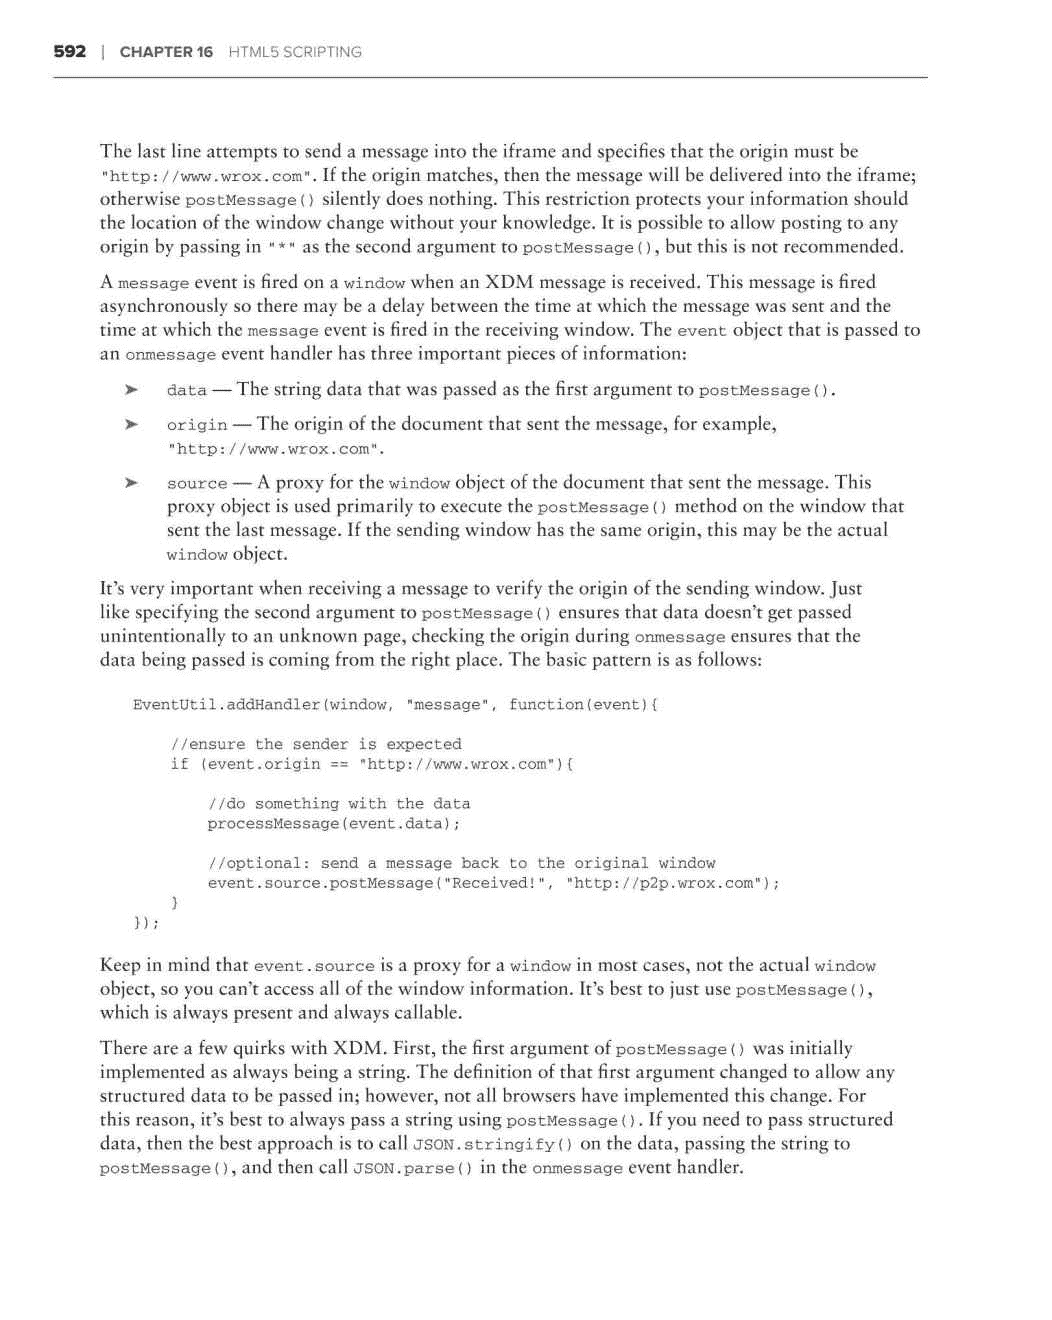 592 | CHAPTER 16 HTML5 SCRIPTING
The last line attempts to send a message into the iframe and specifies that the origin must be
"http://www.wrox.com". If the origin matches, then the message will be delivered into the iframe;
otherwise postMessage() silently does nothing. This restriction protects your information should
the location of the window change without your knowledge. It is possible to allow posting to any
origin by passing in "*" as the second argument to postMessage(), but this is not recommended.
A message event is fired on a window when an XDM message is received. This message is fired
asynchronously so there may be a delay between the time at which the message was sent and the
time at which the message event is fired in the receiving window. The event object that is passed to
an onmessage event handler has three important pieces of information:
➤ data — The string data that was passed as the first argument to postMessage().
➤ origin — The origin of the document that sent the message, for example,
"http://www.wrox.com".
➤ source — A proxy for the window object of the document that sent the message. This
proxy object is used primarily to execute the postMessage() method on the window that
sent the last message. If the sending window has the same origin, this may be the actual
window object.
It's very important when receiving a message to verify the origin of the sending window. Just
like specifying the second argument to postMessage() ensures that data doesn't get passed
unintentionally to an unknown page, checking the origin during onmessage ensures that the
data being passed is coming from the right place. The basic pattern is as follows:
EventUtil.addHandler(window, "message", function(event){
//ensure the sender is expected
if (event.origin == "http://www.wrox.com"){
//do something with the data
processMessage(event.data);
//optional: send a message back to the original window
event.source.postMessage("Received!", "http://p2p.wrox.com");
}
});
Keep in mind that event.source is a proxy for a window in most cases, not the actual window
object, so you can't access all of the window information. It's best to just use postMessage(),
which is always present and always callable.
There are a few quirks with XDM. First, the first argument of postMessage() was initially
implemented as always being a string. The definition of that first argument changed to allow any
structured data to be passed in; however, not all browsers have implemented this change. For
this reason, it's best to always pass a string using postMessage(). If you need to pass structured
data, then the best approach is to call JSON.stringify() on the data, passing the string to
postMessage(), and then call JSON.parse() in the onmessage event handler.